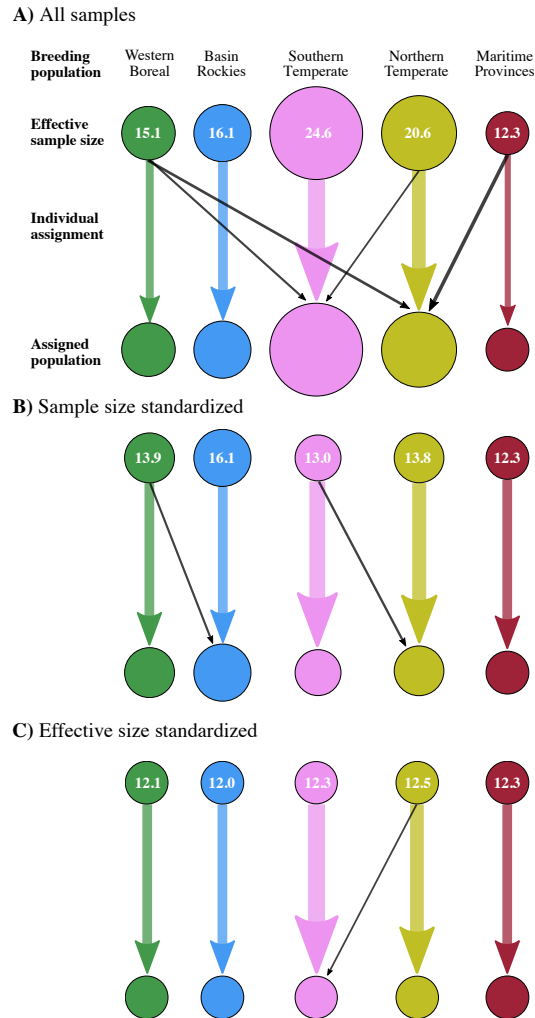 A) All samples
Breeding population
Western Boreal
Basin Rockies
Southern Temperate
Northern Temperate
Maritime Provinces
Effective sample size
15.1
16.1
24.6
20.6
12.3
Individual assignment
Assigned population
B) Sample size standardized
13.9
16.1
13.0
13.8
12.3
C) Effective size standardized
12.1
12.0
12.3
12.5
12.3